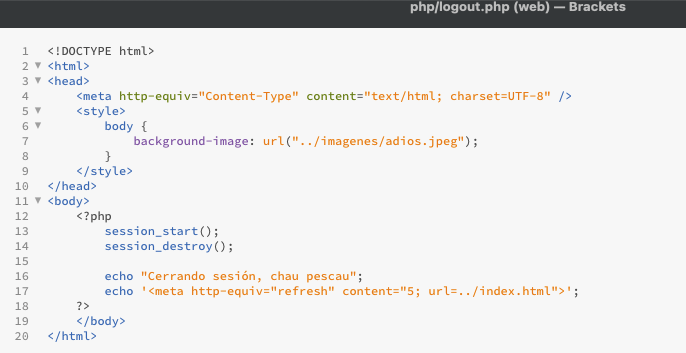 php/logout.php (web) — Brackets
1 <!DOCTYPE html>
2 <html>
3 <head>
4     <meta http-equiv="Content-Type" content="text/html; charset=UTF-8" />
5     <style>
6         body {
7             background-image: url("../imagenes/adios.jpeg");
8         }
9     </style>
10 </head>
11 <body>
12     <?php
13         session_start();
14         session_destroy();
15
16         echo "Cerrando sesión, chau pescau";
17         echo '<meta http-equiv="refresh" content="5; url=../index.html">';
18     ?>
19     </body>
20 </html>